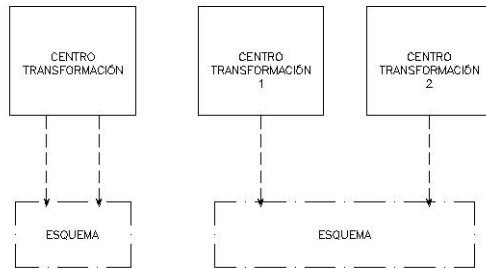 CENTRO
TRANSFORMACIÓN
CENTRO
TRANSFORMACIÓN
1
CENTRO
TRANSFORMACIÓN
2
ESQUEMA
ESQUEMA